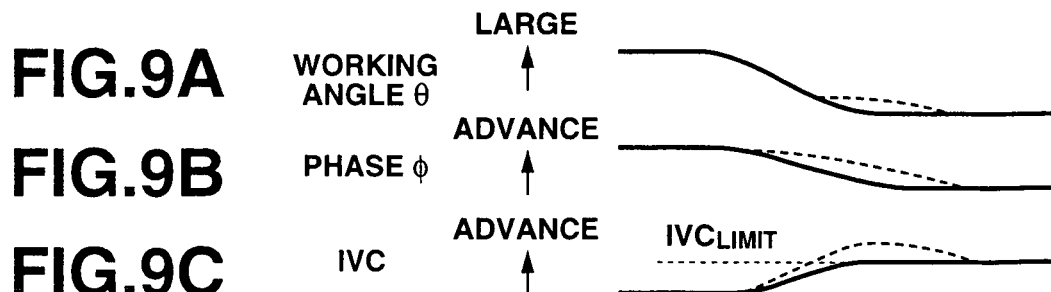 LARGE
FIG.9A
WORKING
ANGLE θ
ADVANCE
FIG.9B
PHASE ϕ
ADVANCE
IVCLIMIT
FIG.9C
IVC